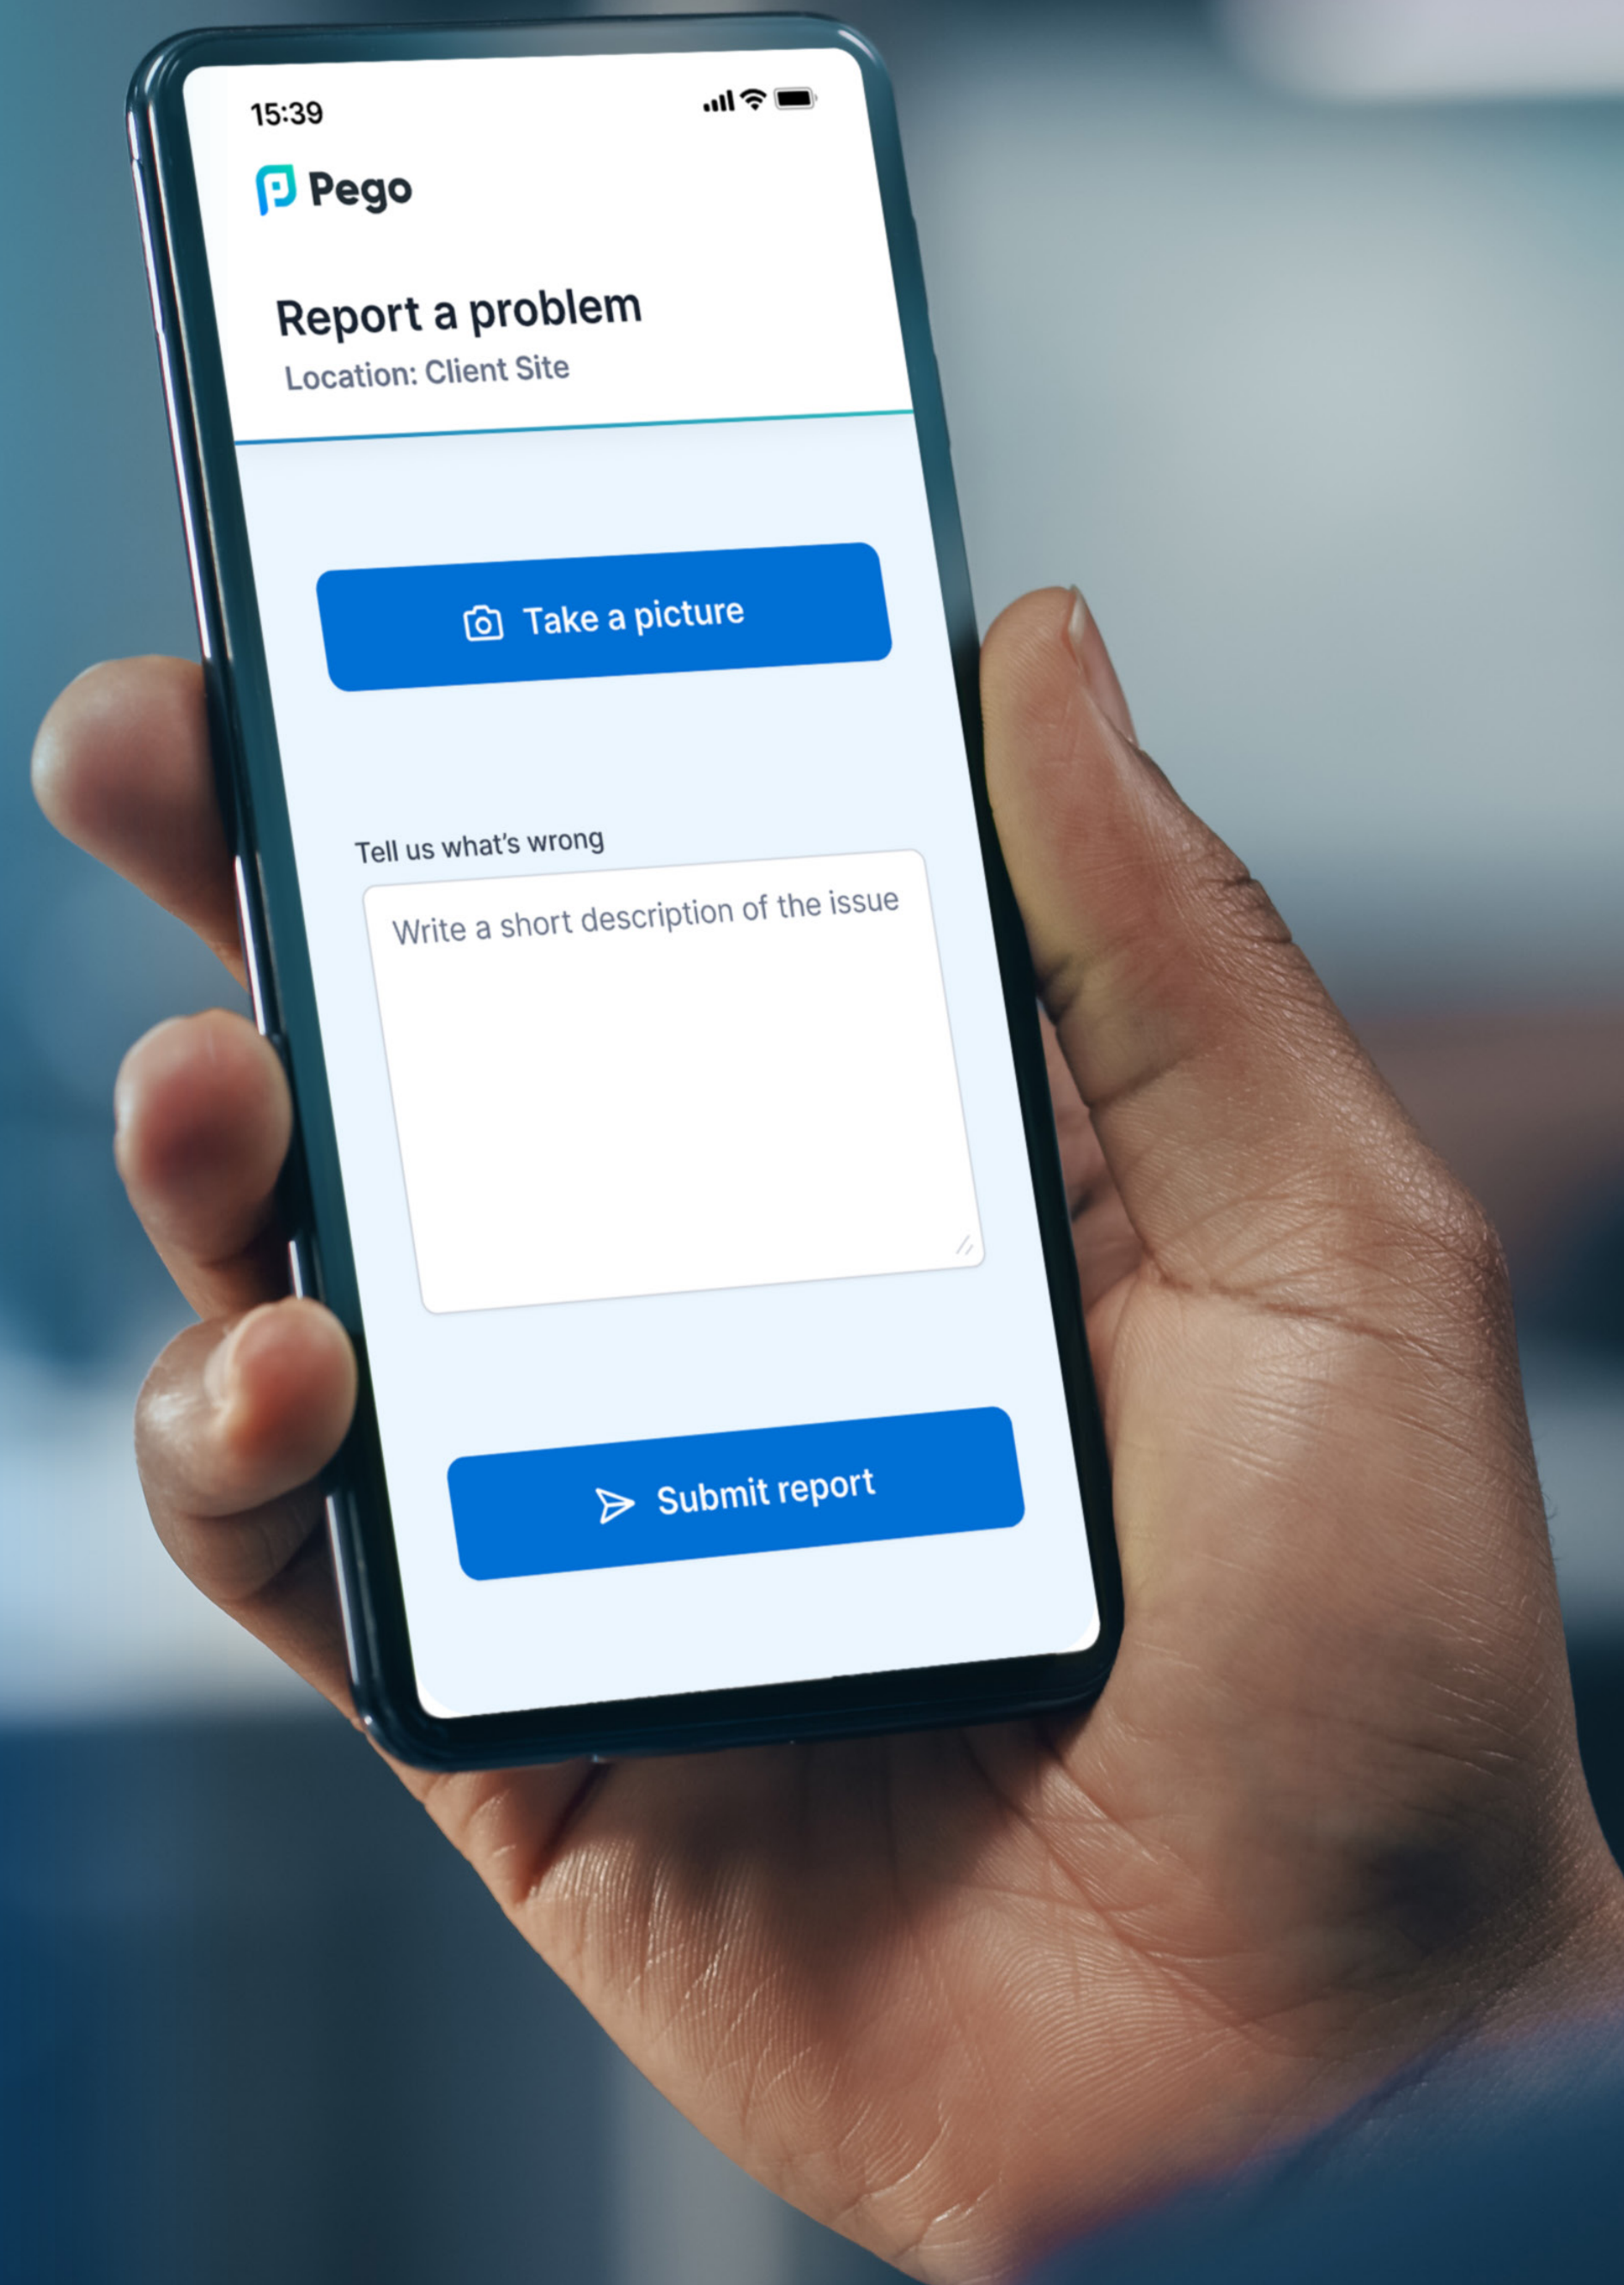 15:39
Pego
Report a problem
Location: Client Site
Take a picture
Tell us what's wrong
Write a short description of the issue
Submit report